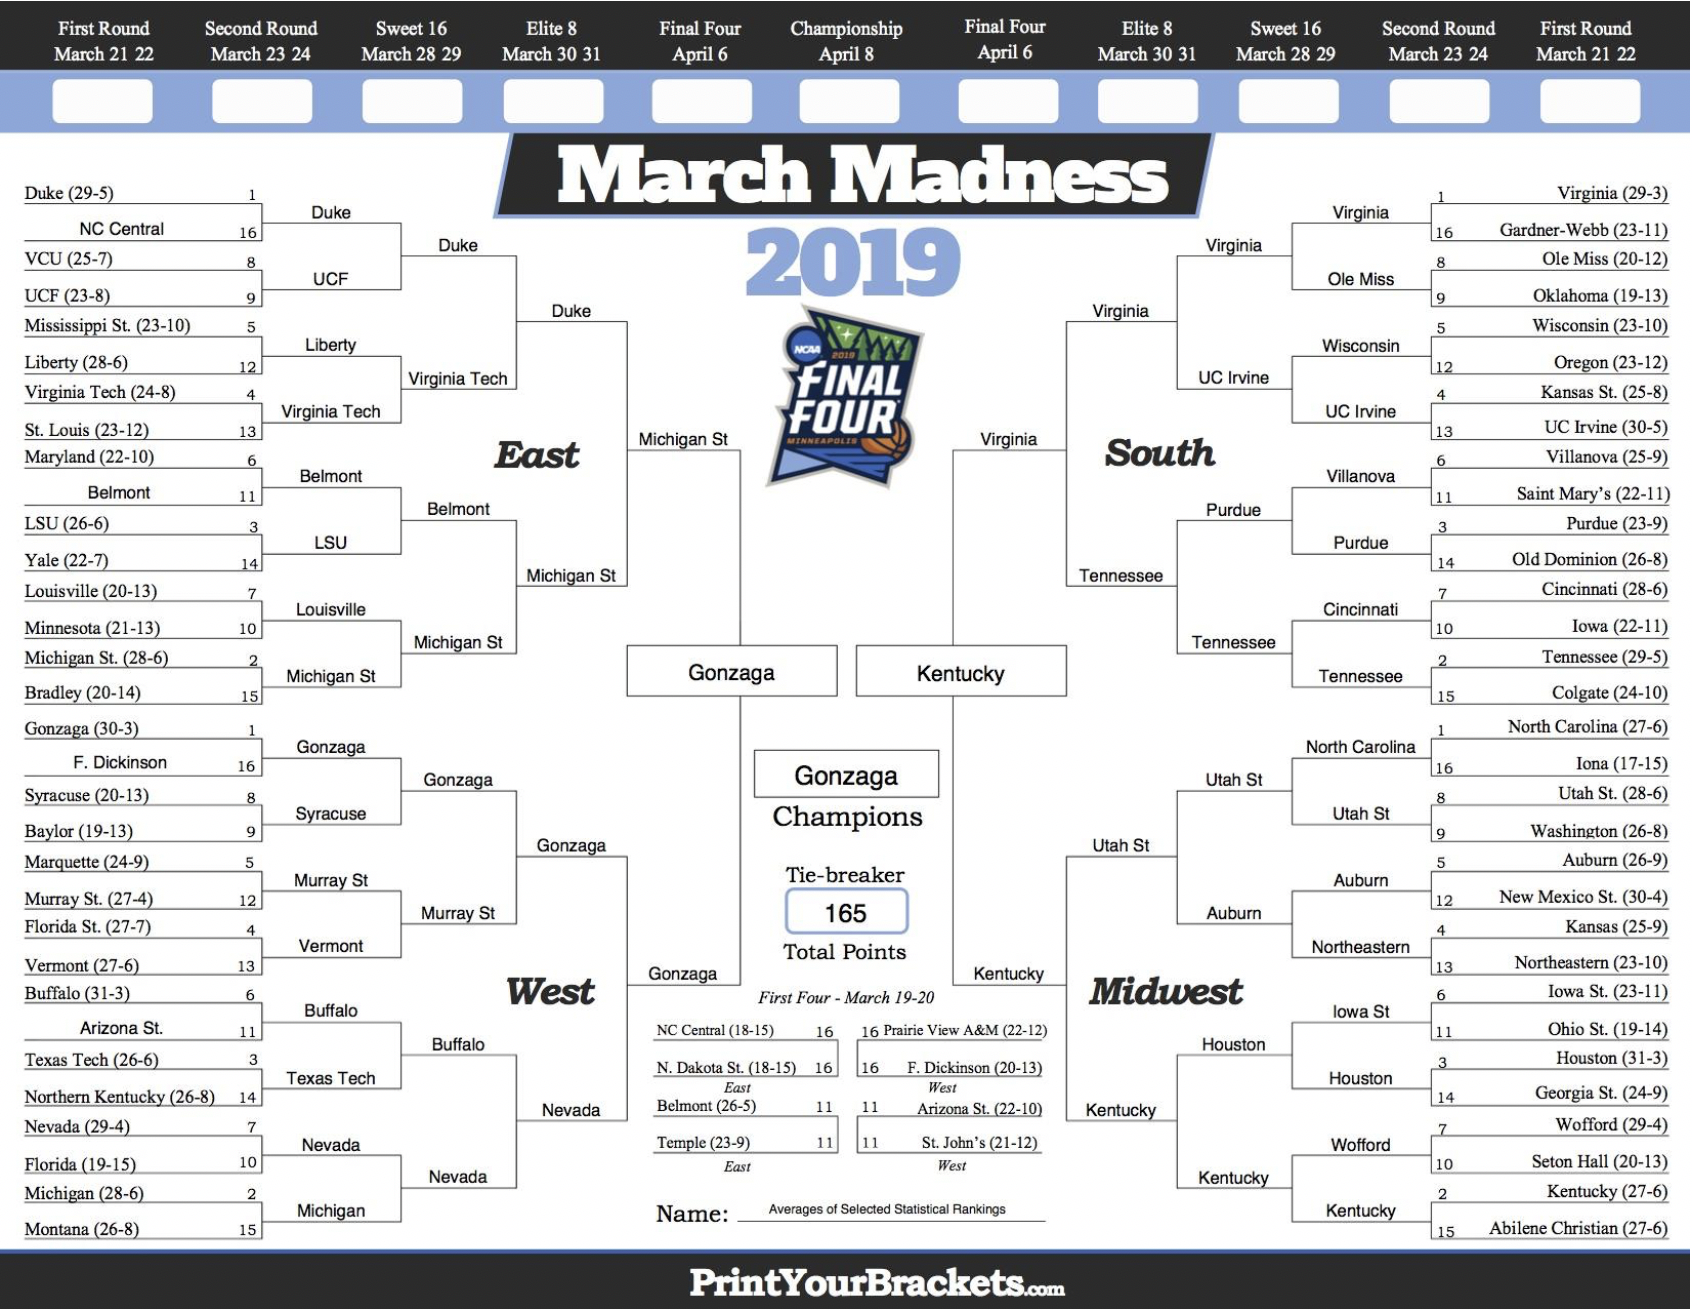 First Round Second Round Sweet 16 Elite 8 Final Four Championship Final Four Elite 8 Sweet 16 Second Round First Round
March 21 22 March 23 24 March 28 29 March 30 31 April 6 April 8 April 6 March 30 31 March 28 29 March 23 24 March 21 22
March Madness
2019
NCAA 2019
FINAL
FOUR
MINNEAPOLIS
Duke (29-5) 1
NC Central 16
VCU (25-7) 8
UCF (23-8) 9
Mississippi St. (23-10) 5
Liberty (28-6) 12
Virginia Tech (24-8) 4
St. Louis (23-12) 13
Maryland (22-10) 6
Belmont 11
LSU (26-6) 3
Yale (22-7) 14
Louisville (20-13) 7
Minnesota (21-13) 10
Michigan St. (28-6) 2
Bradley (20-14) 15
Duke
UCF
Liberty
Virginia Tech
Belmont
LSU
Louisville
Michigan St
Duke
Virginia Tech
Belmont
Michigan St
Duke
Michigan St
East
Michigan St
Gonzaga (30-3) 1
F. Dickinson 16
Syracuse (20-13) 8
Baylor (19-13) 9
Marquette (24-9) 5
Murray St. (27-4) 12
Florida St. (27-7) 4
Vermont (27-6) 13
Buffalo (31-3) 6
Arizona St. 11
Texas Tech (26-6) 3
Northern Kentucky (26-8) 14
Nevada (29-4) 7
Florida (19-15) 10
Michigan (28-6) 2
Montana (26-8) 15
Gonzaga
Syracuse
Murray St
Vermont
Buffalo
Texas Tech
Nevada
Michigan
Gonzaga
Murray St
Buffalo
Nevada
Gonzaga
Nevada
West
Gonzaga
Gonzaga
Kentucky
Gonzaga
Champions
Tie-breaker
165
Total Points
First Four - March 19-20
NC Central (18-15) 16
N. Dakota St. (18-15) 16
East
Belmont (26-5) 11
Temple (23-9) 11
East
16 Prairie View A&M (22-12)
16 F. Dickinson (20-13)
West
11 Arizona St. (22-10)
11 St. John's (21-12)
West
Name: Averages of Selected Statistical Rankings
Virginia
South
Virginia
Tennessee
Virginia
UC Irvine
Purdue
Tennessee
Virginia
Ole Miss
Wisconsin
UC Irvine
Villanova
Purdue
Cincinnati
Tennessee
1 Virginia (29-3)
16 Gardner-Webb (23-11)
8 Ole Miss (20-12)
9 Oklahoma (19-13)
5 Wisconsin (23-10)
12 Oregon (23-12)
4 Kansas St. (25-8)
13 UC Irvine (30-5)
6 Villanova (25-9)
11 Saint Mary's (22-11)
3 Purdue (23-9)
14 Old Dominion (26-8)
7 Cincinnati (28-6)
10 Iowa (22-11)
2 Tennessee (29-5)
15 Colgate (24-10)
Kentucky
Midwest
Utah St
Kentucky
Utah St
Auburn
Houston
Kentucky
North Carolina
Utah St
Auburn
Northeastern
Iowa St
Houston
Wofford
Kentucky
1 North Carolina (27-6)
16 Iona (17-15)
8 Utah St. (28-6)
9 Washington (26-8)
5 Auburn (26-9)
12 New Mexico St. (30-4)
4 Kansas (25-9)
13 Northeastern (23-10)
6 Iowa St. (23-11)
11 Ohio St. (19-14)
3 Houston (31-3)
14 Georgia St. (24-9)
7 Wofford (29-4)
10 Seton Hall (20-13)
2 Kentucky (27-6)
15 Abilene Christian (27-6)
PrintYourBrackets.com